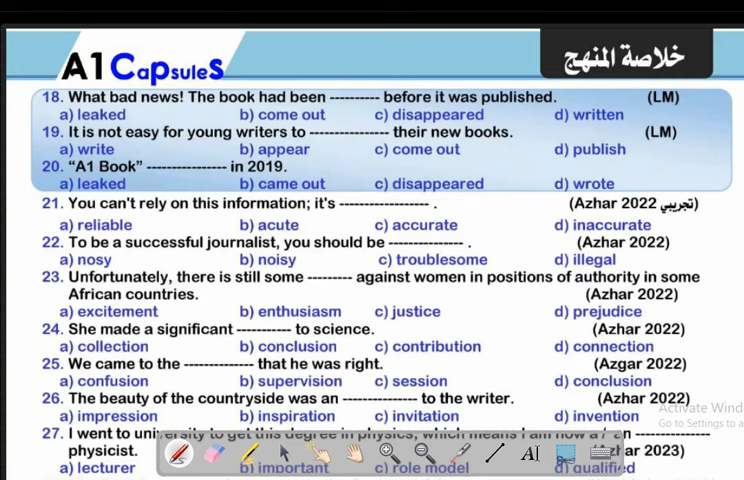 A1 CapsuleS
خلاصة المنهج
18. What bad news! The book had been ---------- before it was published. (LM)
a) leaked b) come out c) disappeared d) written
19. It is not easy for young writers to ---------------- their new books. (LM)
a) write b) appear c) come out d) publish
20. “A1 Book” ---------------- in 2019.
a) leaked b) came out c) disappeared d) wrote
21. You can't rely on this information; it's ------------------ . (Azhar 2022 تجريبي)
a) reliable b) acute c) accurate d) inaccurate
22. To be a successful journalist, you should be --------------- . (Azhar 2022)
a) nosy b) noisy c) troublesome d) illegal
23. Unfortunately, there is still some --------- against women in positions of authority in some
African countries. (Azhar 2022)
a) excitement b) enthusiasm c) justice d) prejudice
24. She made a significant ----------- to science. (Azhar 2022)
a) collection b) conclusion c) contribution d) connection
25. We came to the -------------- that he was right. (Azgar 2022)
a) confusion b) supervision c) session d) conclusion
26. The beauty of the countryside was an --------------- to the writer. (Azhar 2022)
a) impression b) inspiration c) invitation d) invention
Activate Wind
Go to Settings to a
27. I went to university to get this degree in physics, which means I am now a / an ---------------
physicist. har 2023)
a) lecturer b) important c) role model d) qualified
A